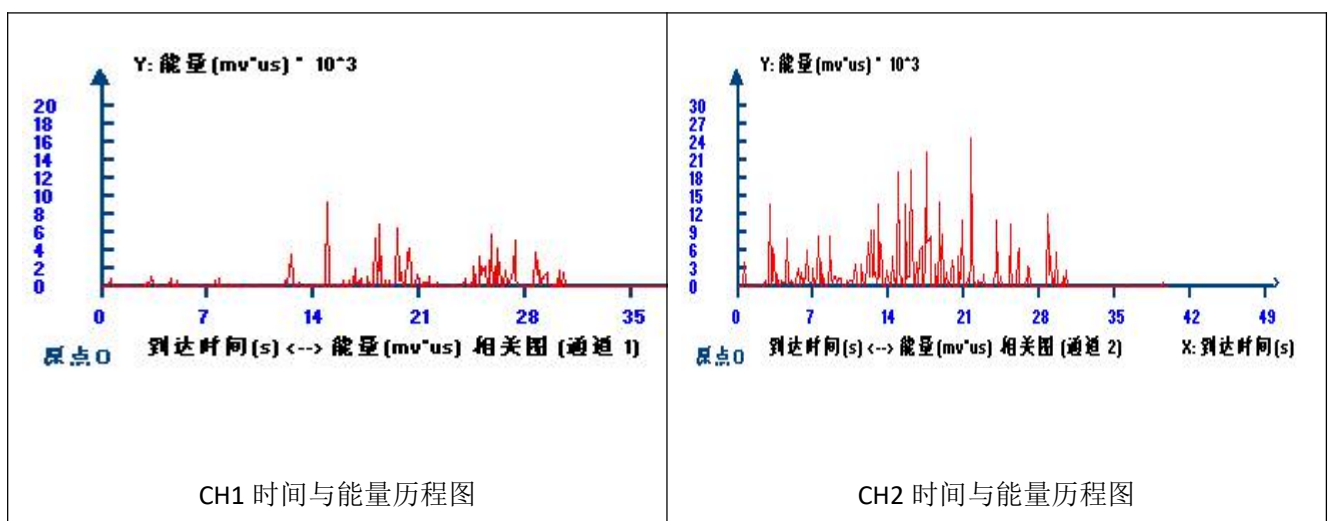 Y: 能量(mv*us) * 10^3
20
18
16
14
12
10
8
6
4
2
0
0 7 14 21 28 35
原点0 到达时间(s) <--> 能量(mv*us) 相关图 (通道 1)
CH1 时间与能量历程图
Y: 能量(mv*us) * 10^3
30
27
24
21
18
15
12
9
6
3
0
0 7 14 21 28 35 42 49
原点0 到达时间(s) <--> 能量(mv*us) 相关图 (通道 2) X: 到达时间(s)
CH2 时间与能量历程图